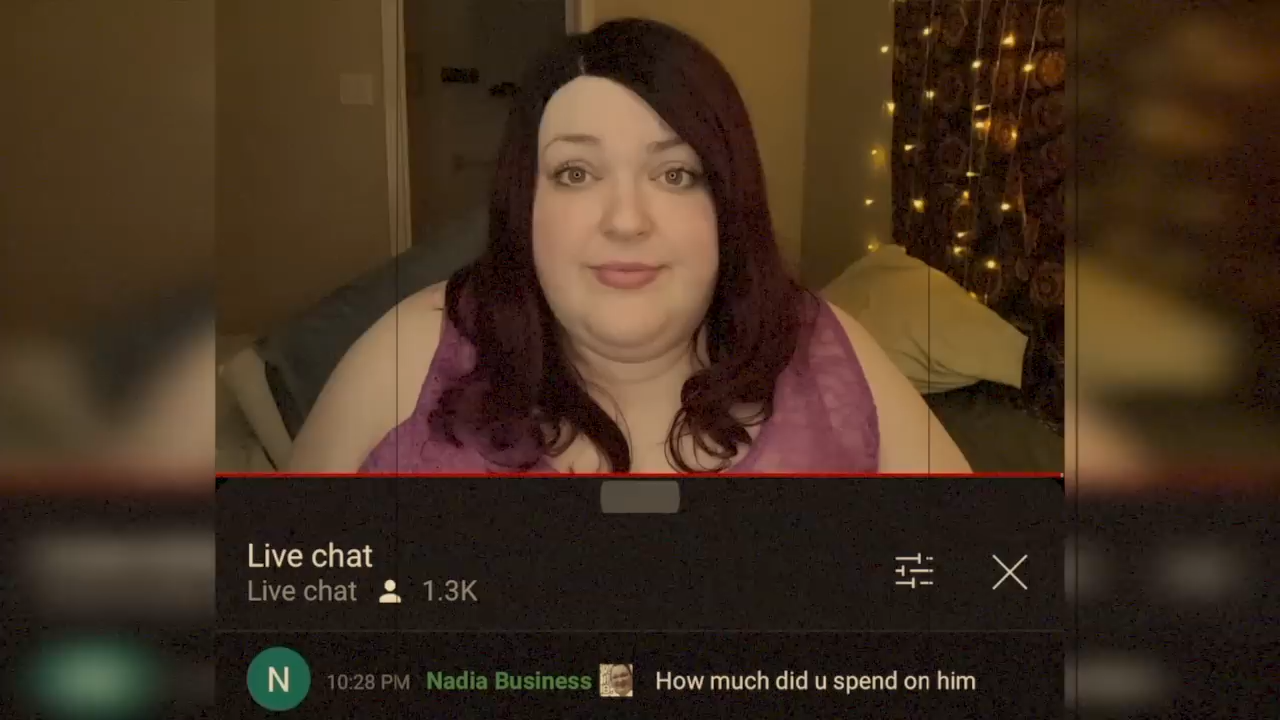 Live chat
Live chat 1.3K
N 10:28 PM Nadia Business How much did u spend on him